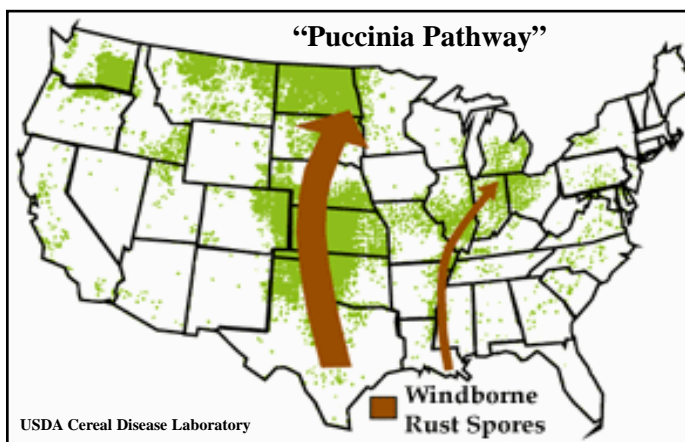 “Puccinia Pathway”
Windborne
Rust Spores
USDA Cereal Disease Laboratory